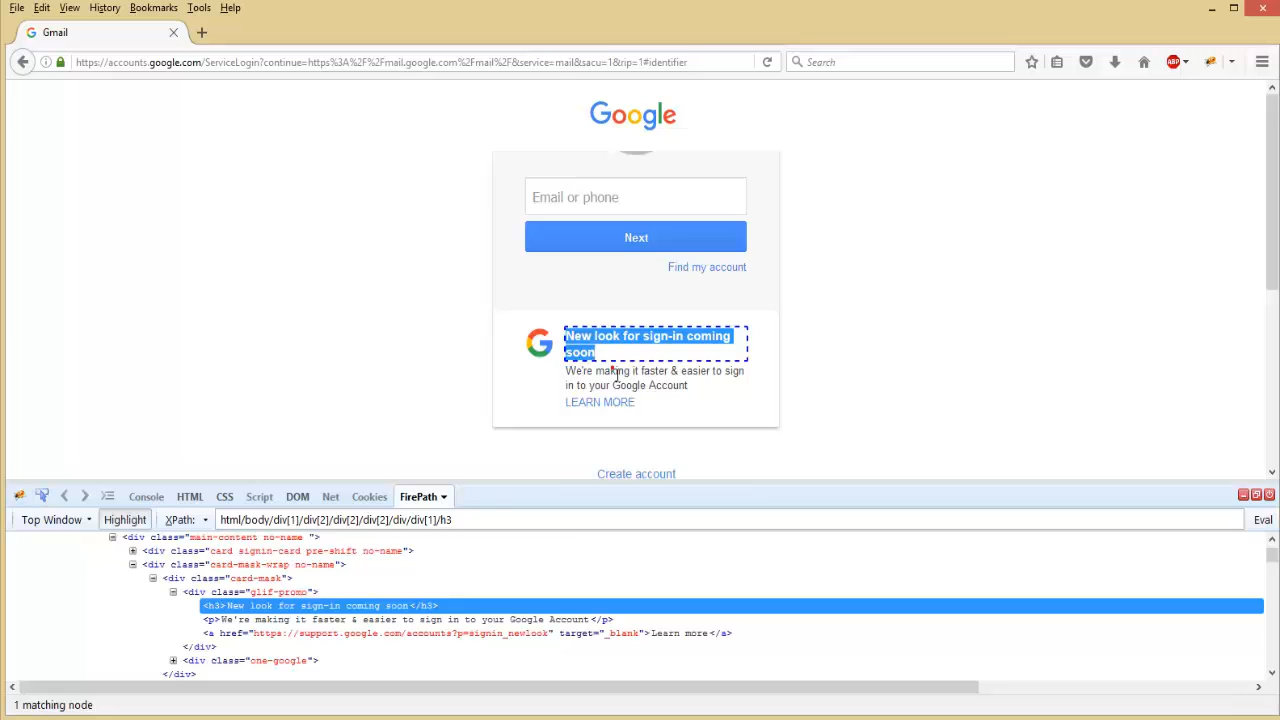 File Edit View History Bookmarks Tools Help
Gmail
https://accounts.google.com/ServiceLogin?continue=https%3A%2F%2Fmail.google.com%2Fmail%2F&service=mail&sacu=1&rip=1#identifier
Search
ABP
Google
Email or phone
Next
Find my account
G
New look for sign-in coming
soon
We're making it faster & easier to sign
in to your Google Account
LEARN MORE
Create account
Console HTML CSS Script DOM Net Cookies FirePath
Top Window Highlight XPath: html/body/div[1]/div[2]/div[2]/div[2]/div/div[1]/h3 Eval
<div class="main-content no-name ">
<div class="card signin-card pre-shift no-name">
<div class="card-mask-wrap no-name">
<div class="card-mask">
<div class="glif-promo">
<h3>New look for sign-in coming soon</h3>
<p>We're making it faster & easier to sign in to your Google Account</p>
<a href="https://support.google.com/accounts?p=signin_newlook" target="_blank">Learn more</a>
</div>
<div class="one-google">
</div>
1 matching node